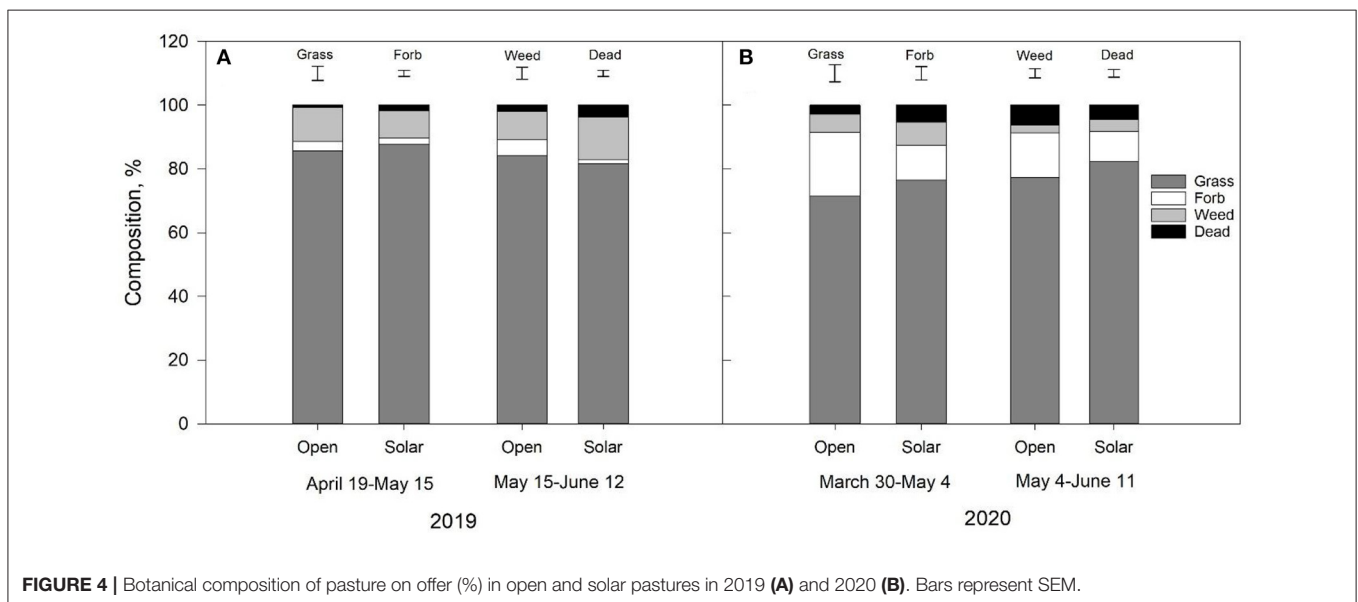 120
A
Grass
Forb
Weed
Dead
B
Grass
Forb
Weed
Dead
100
80
60
40
20
0
Composition, %
Grass
Forb
Weed
Dead
Open
Solar
Open
Solar
Open
Solar
Open
Solar
April 19-May 15
May 15-June 12
March 30-May 4
May 4-June 11
2019
2020
FIGURE 4 | Botanical composition of pasture on offer (%) in open and solar pastures in 2019 (A) and 2020 (B). Bars represent SEM.